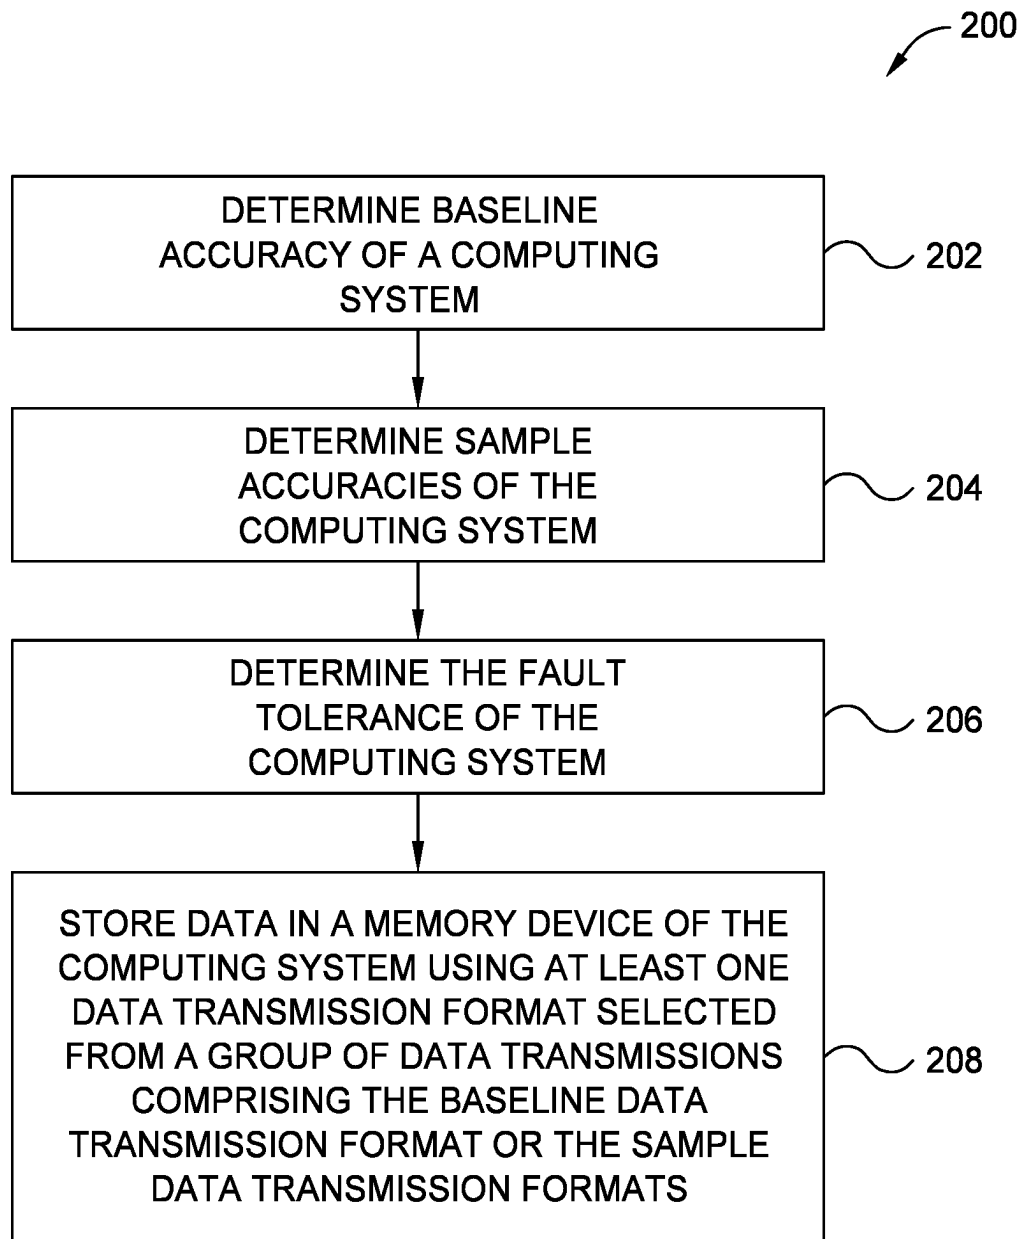 200
DETERMINE BASELINE
ACCURACY OF A COMPUTING
SYSTEM
202
DETERMINE SAMPLE
ACCURACIES OF THE
COMPUTING SYSTEM
204
DETERMINE THE FAULT
TOLERANCE OF THE
COMPUTING SYSTEM
206
STORE DATA IN A MEMORY DEVICE OF THE
COMPUTING SYSTEM USING AT LEAST ONE
DATA TRANSMISSION FORMAT SELECTED
FROM A GROUP OF DATA TRANSMISSIONS
COMPRISING THE BASELINE DATA
TRANSMISSION FORMAT OR THE SAMPLE
DATA TRANSMISSION FORMATS
208